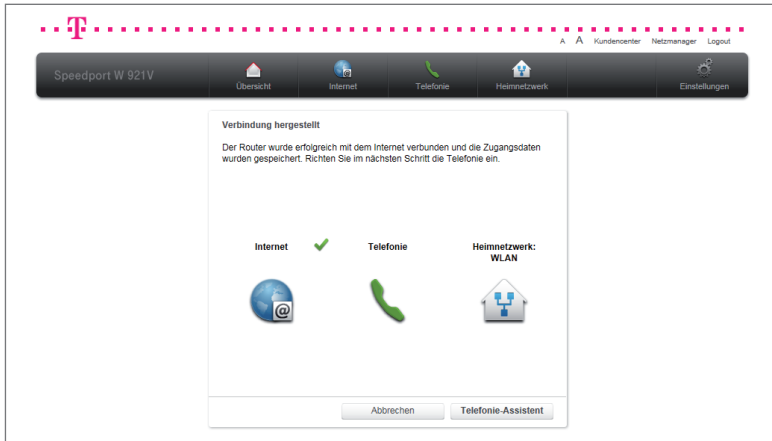 T
A A Kundencenter Netzmanager Logout
Speedport W 921V
Übersicht Internet Telefonie Heimnetzwerk Einstellungen
Verbindung hergestellt
Der Router wurde erfolgreich mit dem Internet verbunden und die Zugangsdaten
wurden gespeichert. Richten Sie im nächsten Schritt die Telefonie ein.
Internet Telefonie Heimnetzwerk:
WLAN
@
Abbrechen Telefonie-Assistent